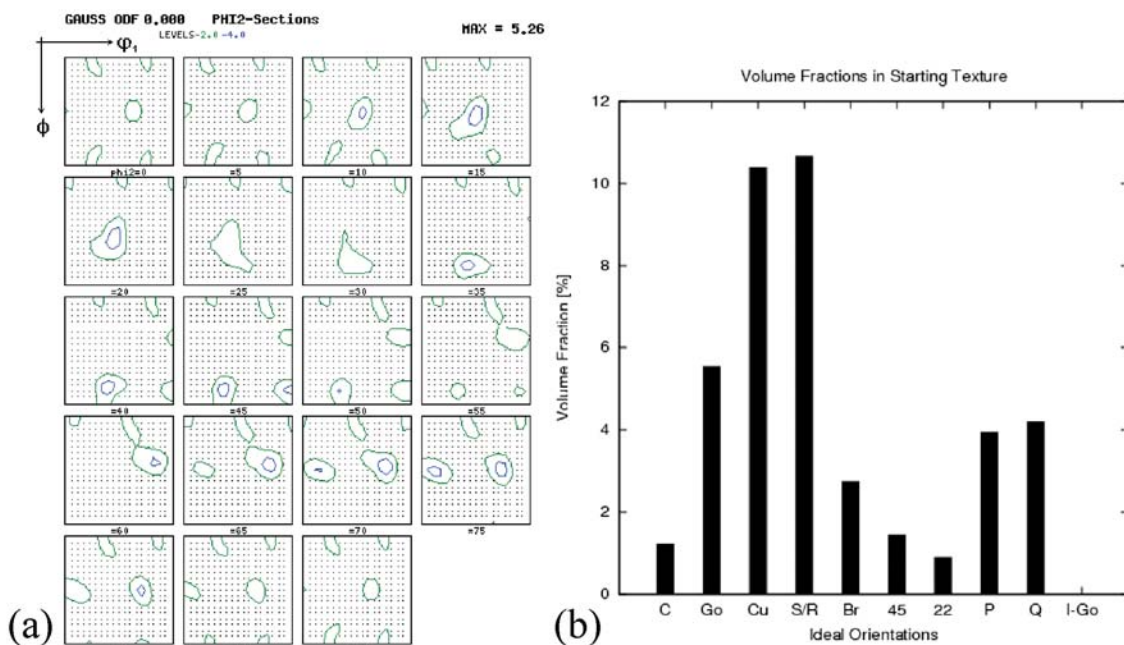 GAUSS ODF 0.000 PHI2-Sections
LEVELS-2.0-4.0
MAX = 5.26
φ₁
ϕ
phi2=0 =5 =10 =15
=20 =25 =30 =35
=40 =45 =50 =55
=60 =65 =70 =75
(a)
Volume Fractions in Starting Texture
Volume Fraction [%]
12
10
8
6
4
2
0
C Go Cu S/R Br 45 22 P Q I-Go
Ideal Orientations
(b)